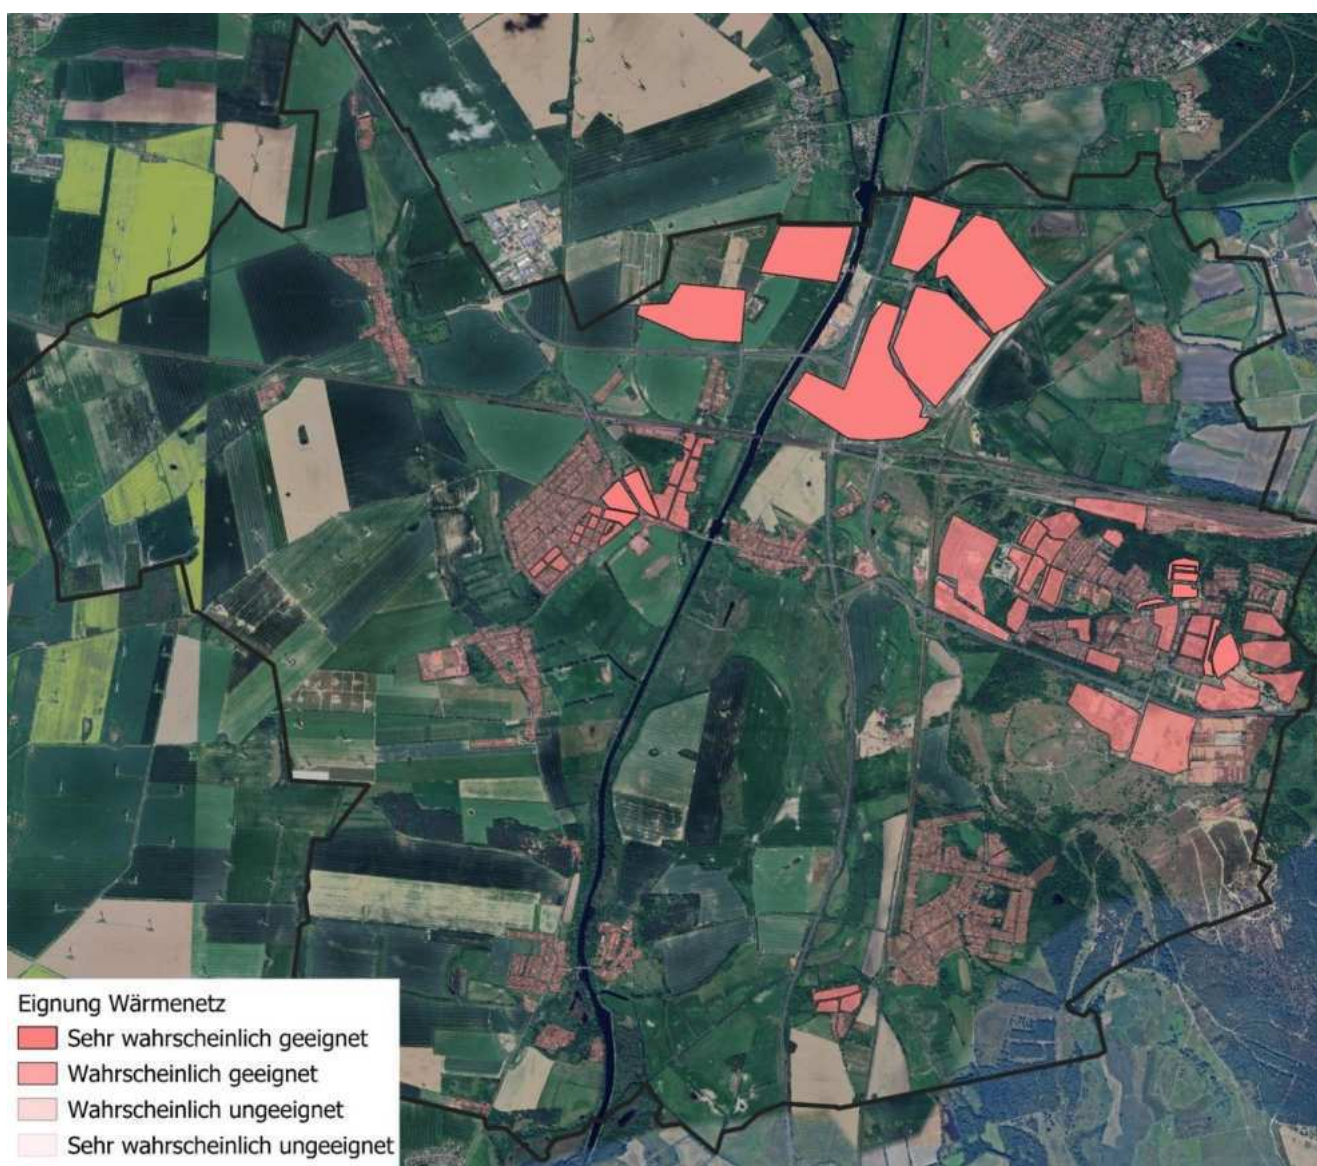 Eignung Wärmenetz
Sehr wahrscheinlich geeignet
Wahrscheinlich geeignet
Wahrscheinlich ungeeignet
Sehr wahrscheinlich ungeeignet